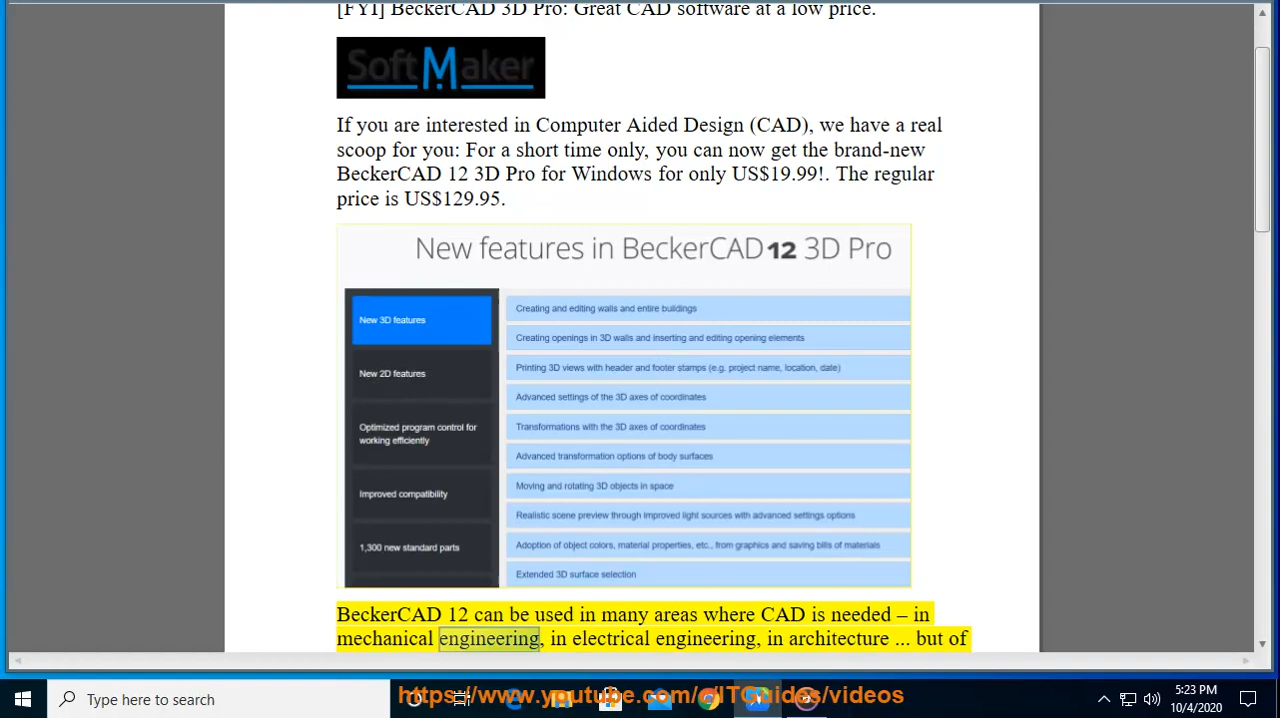 [FYI] BeckerCAD 3D Pro: Great CAD software at a low price.
SoftMaker
If you are interested in Computer Aided Design (CAD), we have a real
scoop for you: For a short time only, you can now get the brand-new
BeckerCAD 12 3D Pro for Windows for only US$19.99!. The regular
price is US$129.95.
New features in BeckerCAD 12 3D Pro
New 3D features
New 2D features
Optimized program control for
working efficiently
Improved compatibility
1,300 new standard parts
Creating and editing walls and entire buildings
Creating openings in 3D walls and inserting and editing opening elements
Printing 3D views with header and footer stamps (e.g. project name, location, date)
Advanced settings of the 3D axes of coordinates
Transformations with the 3D axes of coordinates
Advanced transformation options of body surfaces
Moving and rotating 3D objects in space
Realistic scene preview through improved light sources with advanced settings options
Adoption of object colors, material properties, etc., from graphics and saving bills of materials
Extended 3D surface selection
BeckerCAD 12 can be used in many areas where CAD is needed – in
mechanical engineering, in electrical engineering, in architecture ... but of
Type here to search
https://www.youtube.com/c/ITGuides/videos
5:23 PM
10/4/2020